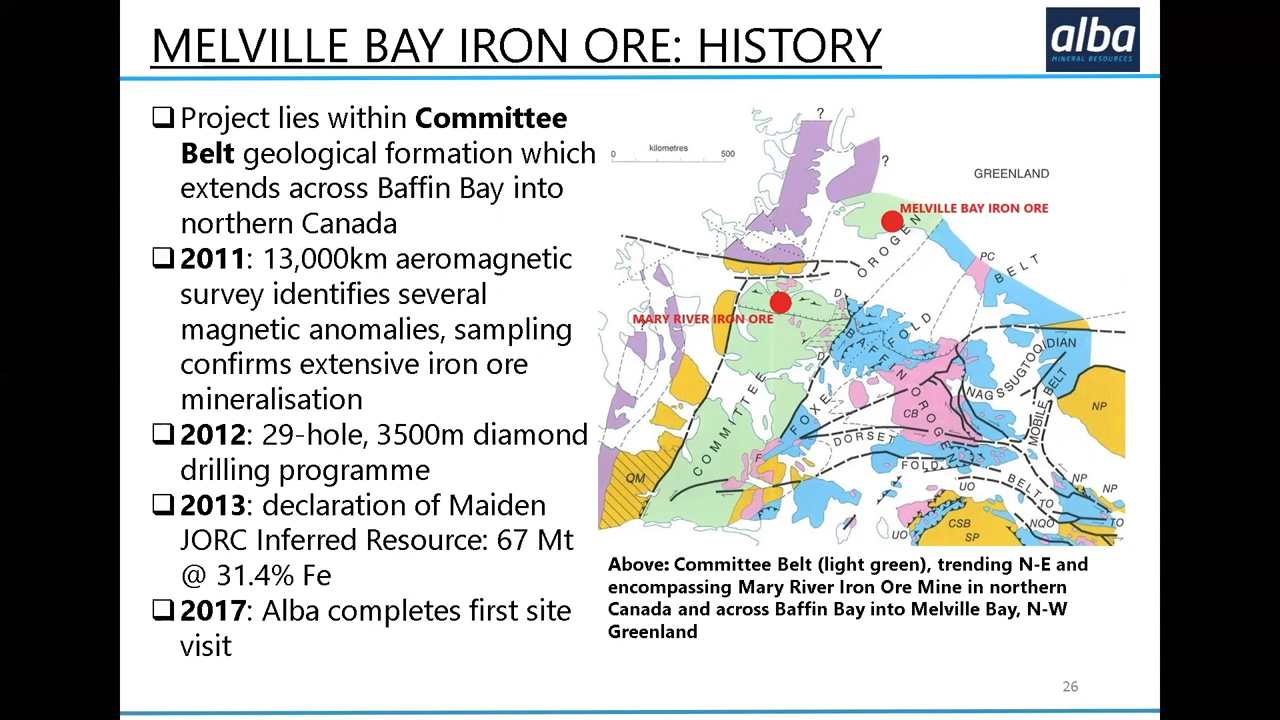 MELVILLE BAY IRON ORE: HISTORY
alba
MINERAL RESOURCES
Project lies within Committee
Belt geological formation which
extends across Baffin Bay into
northern Canada
2011: 13,000km aeromagnetic
survey identifies several
magnetic anomalies, sampling
confirms extensive iron ore
mineralisation
2012: 29-hole, 3500m diamond
drilling programme
2013: declaration of Maiden
JORC Inferred Resource: 67 Mt
@ 31.4% Fe
2017: Alba completes first site
visit
?
0 kilometres 500
?
GREENLAND
MELVILLE BAY IRON ORE
OROGEN
PC
BELT
D
MARY RIVER IRON ORE
?
BAFFIN
FOLD
D
NAGSSUGTOQIDIAN
MOBILE BELT
NP
COMMITTEE
FOXE
OROGEN
CB
DORSET
FOLD
BELT
F
QM
UO
NP
NP
O
CSB
SP
NQO
TO
UO
Above: Committee Belt (light green), trending N-E and
encompassing Mary River Iron Ore Mine in northern
Canada and across Baffin Bay into Melville Bay, N-W
Greenland
26